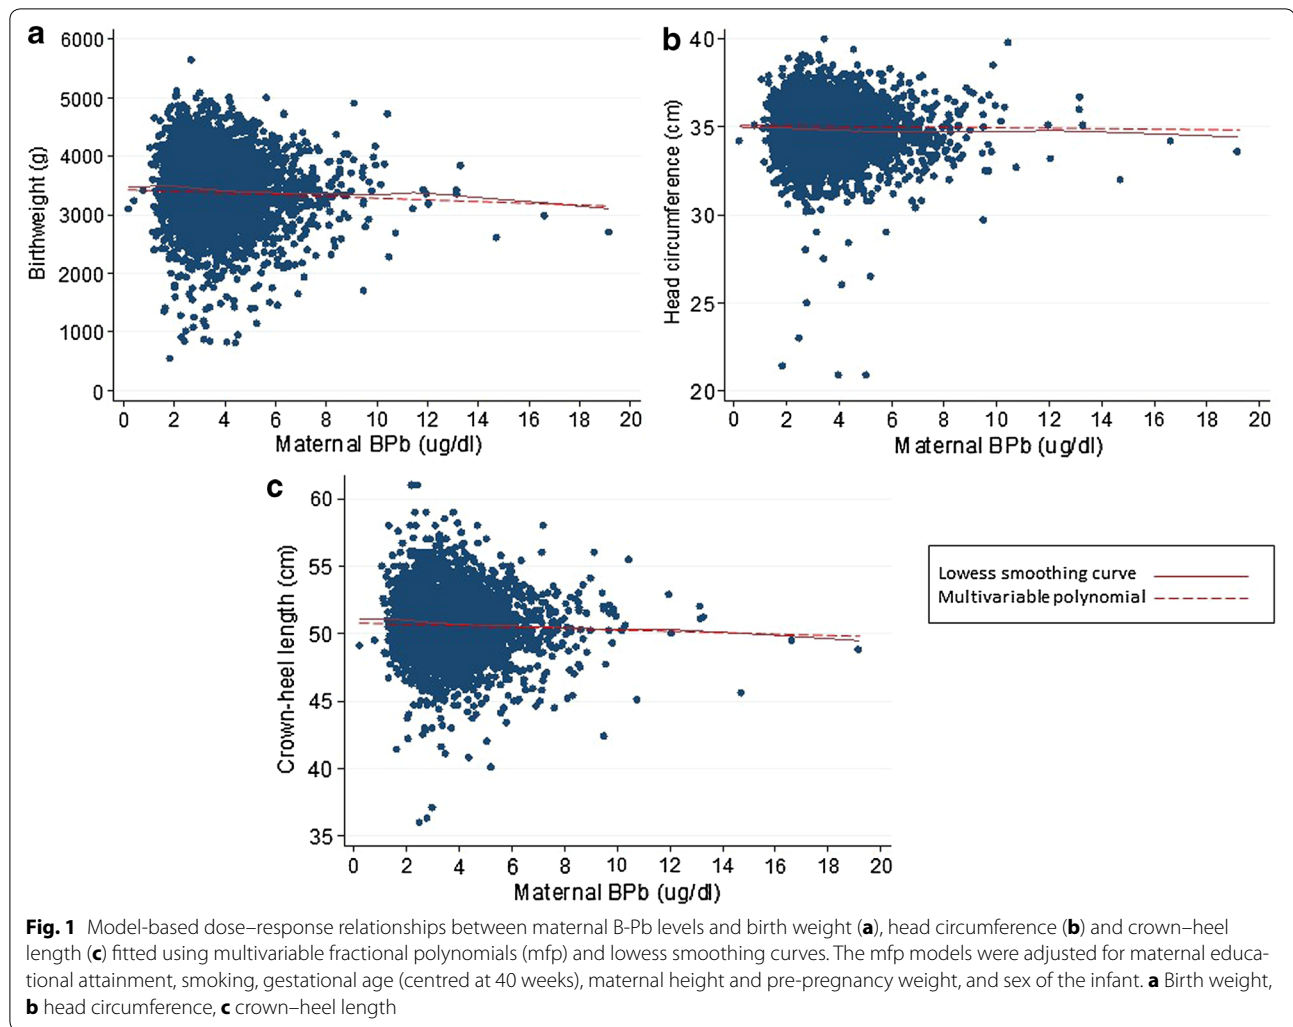 a
6000
5000
4000
3000
2000
1000
0
Birthweight (g)
0 2 4 6 8 10 12 14 16 18 20
Maternal BPb (ug/dl)
b
40
35
30
25
20
Head circumference (cm)
0 2 4 6 8 10 12 14 16 18 20
Maternal BPb (ug/dl)
c
60
55
50
45
40
35
Crown-heel length (cm)
0 2 4 6 8 10 12 14 16 18 20
Maternal BPb (ug/dl)
Lowess smoothing curve
Multivariable polynomial
Fig. 1 Model-based dose–response relationships between maternal B-Pb levels and birth weight (a), head circumference (b) and crown–heel
length (c) fitted using multivariable fractional polynomials (mfp) and lowess smoothing curves. The mfp models were adjusted for maternal educa-
tional attainment, smoking, gestational age (centred at 40 weeks), maternal height and pre-pregnancy weight, and sex of the infant. a Birth weight,
b head circumference, c crown–heel length